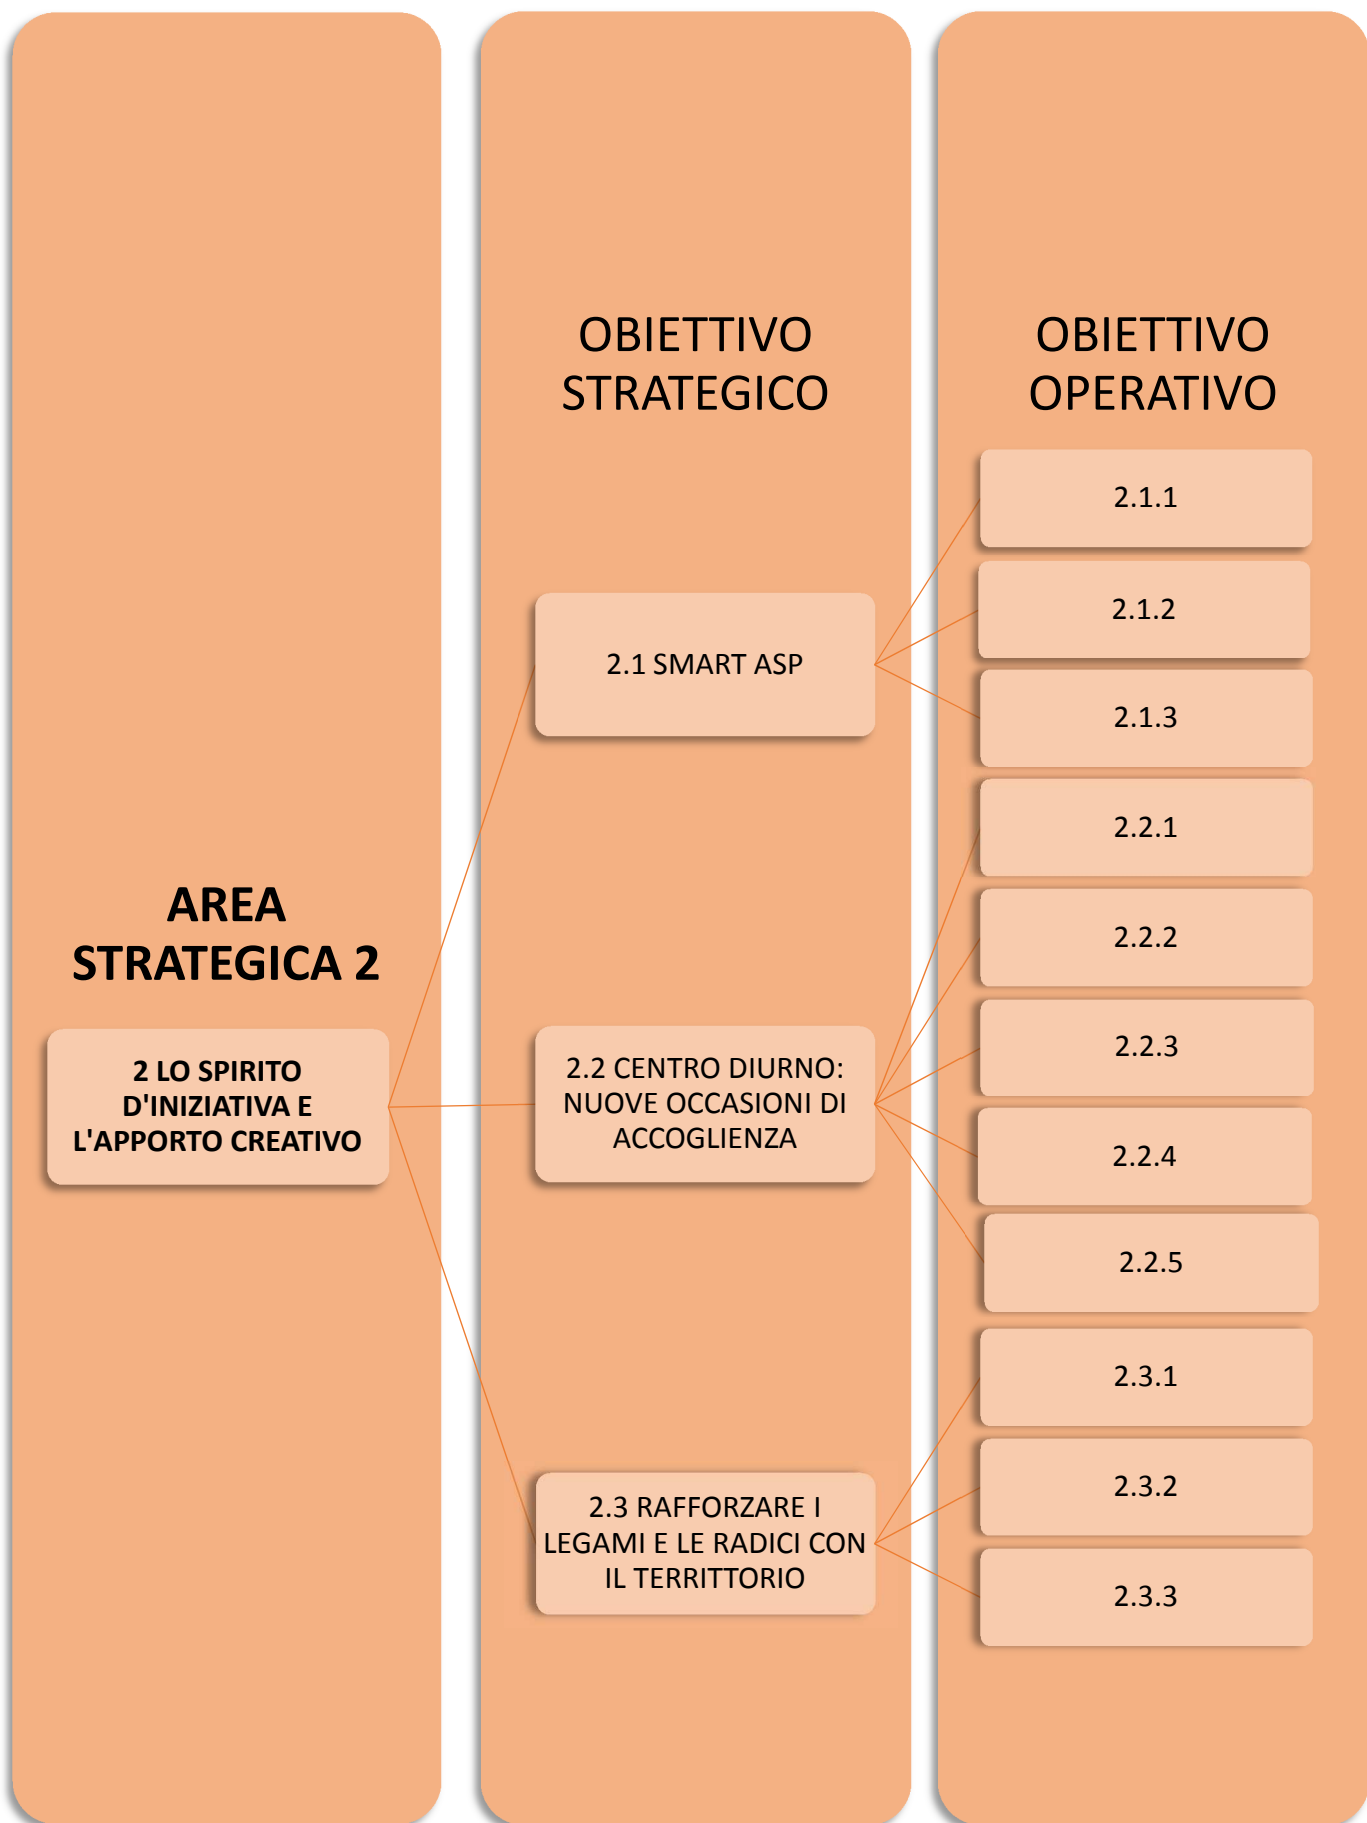 AREA
STRATEGICA 2
2 LO SPIRITO
D'INIZIATIVA E
L'APPORTO CREATIVO
OBIETTIVO
STRATEGICO
2.1 SMART ASP
2.2 CENTRO DIURNO:
NUOVE OCCASIONI DI
ACCOGLIENZA
2.3 RAFFORZARE I
LEGAMI E LE RADICI CON
IL TERRITTORIO
OBIETTIVO
OPERATIVO
2.1.1
2.1.2
2.1.3
2.2.1
2.2.2
2.2.3
2.2.4
2.2.5
2.3.1
2.3.2
2.3.3